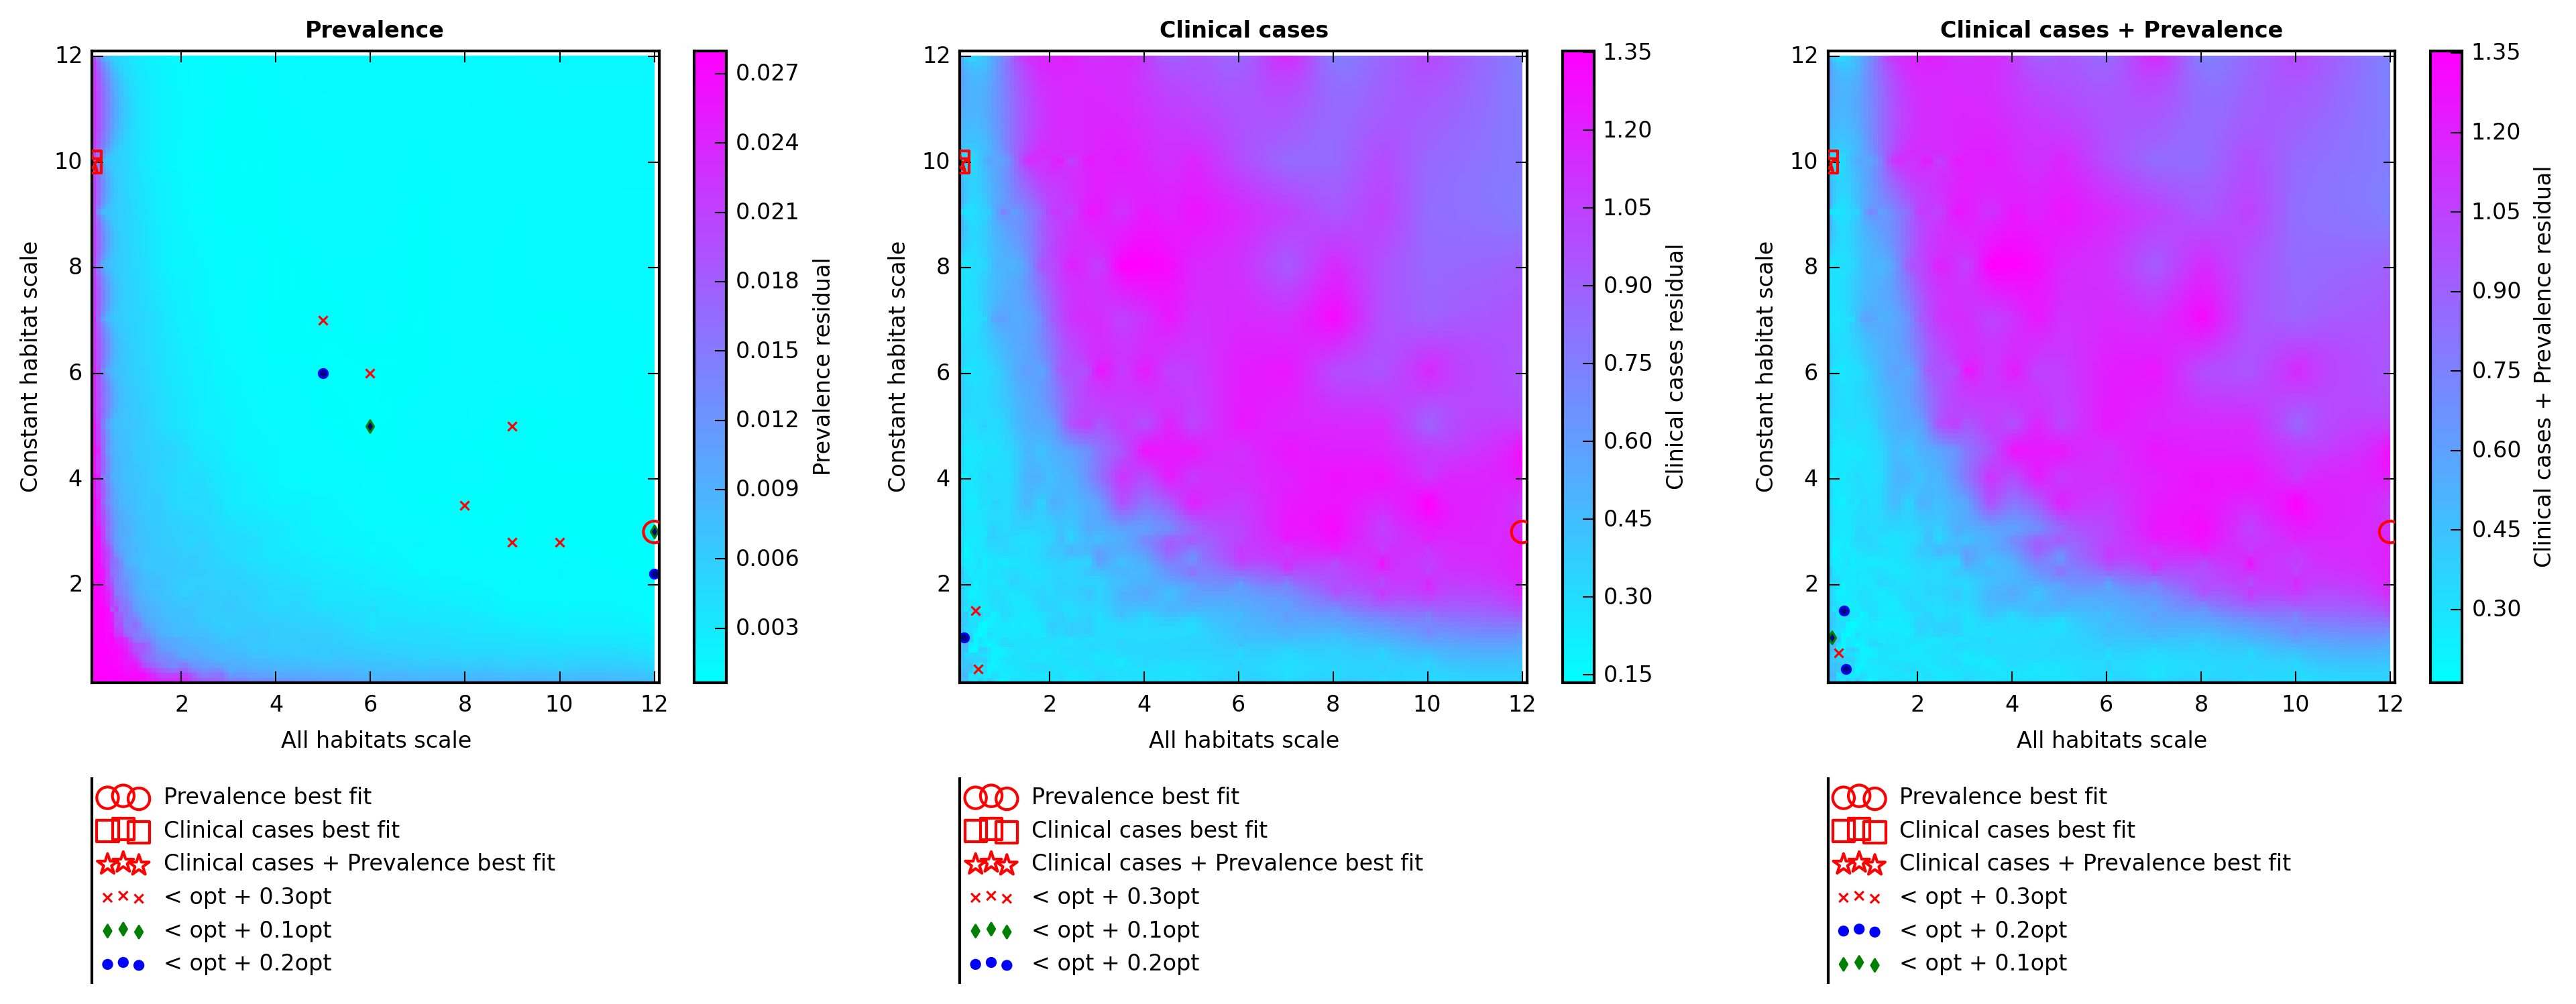 Prevalence
Constant habitat scale
12
10
8
6
4
2
2 4 6 8 10 12
All habitats scale
0.027
0.024
0.021
0.018
0.015
0.012
0.009
0.006
0.003
Prevalence residual
Prevalence best fit
Clinical cases best fit
Clinical cases + Prevalence best fit
< opt + 0.3opt
< opt + 0.1opt
< opt + 0.2opt
Clinical cases
Constant habitat scale
12
10
8
6
4
2
2 4 6 8 10 12
All habitats scale
1.35
1.20
1.05
0.90
0.75
0.60
0.45
0.30
0.15
Clinical cases residual
Prevalence best fit
Clinical cases best fit
Clinical cases + Prevalence best fit
< opt + 0.3opt
< opt + 0.1opt
< opt + 0.2opt
Clinical cases + Prevalence
Constant habitat scale
12
10
8
6
4
2
2 4 6 8 10 12
All habitats scale
1.35
1.20
1.05
0.90
0.75
0.60
0.45
0.30
Clinical cases + Prevalence residual
Prevalence best fit
Clinical cases best fit
Clinical cases + Prevalence best fit
< opt + 0.3opt
< opt + 0.2opt
< opt + 0.1opt